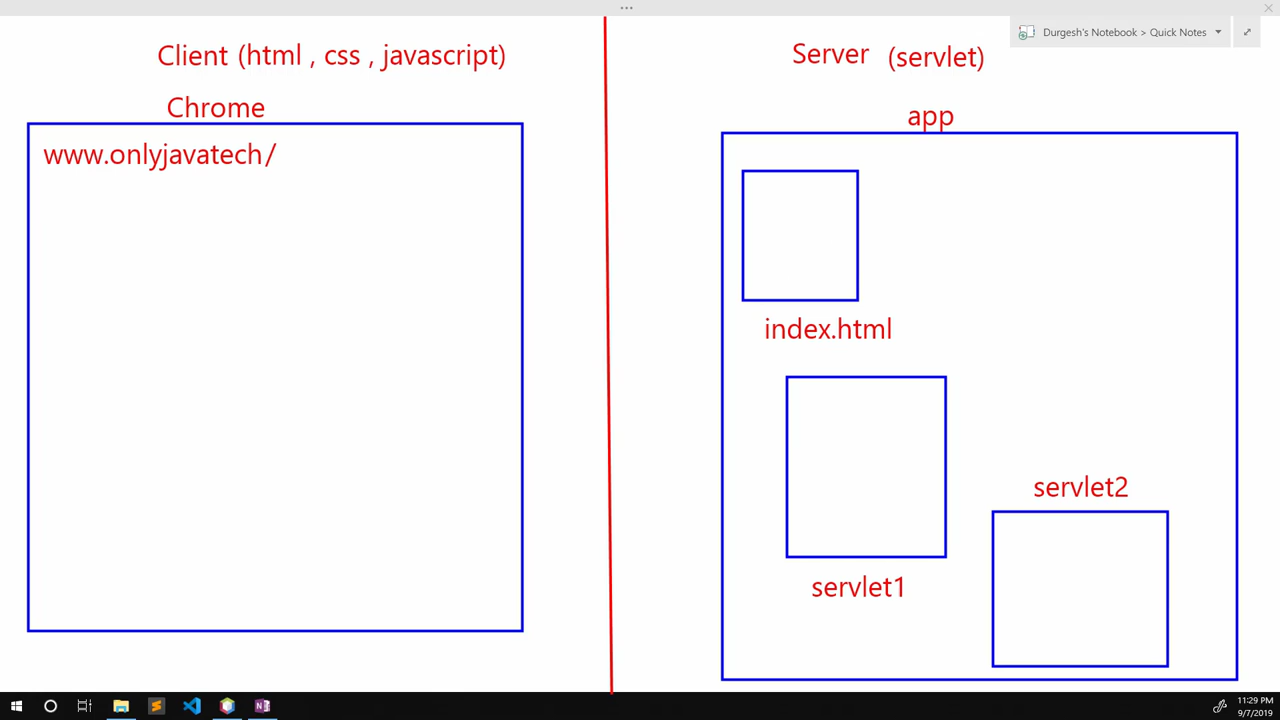 Durgesh's Notebook > Quick Notes
Client (html , css , javascript)
Server (servlet)
Chrome
app
www.onlyjavatech/
index.html
servlet2
servlet1
11:29 PM
9/7/2019